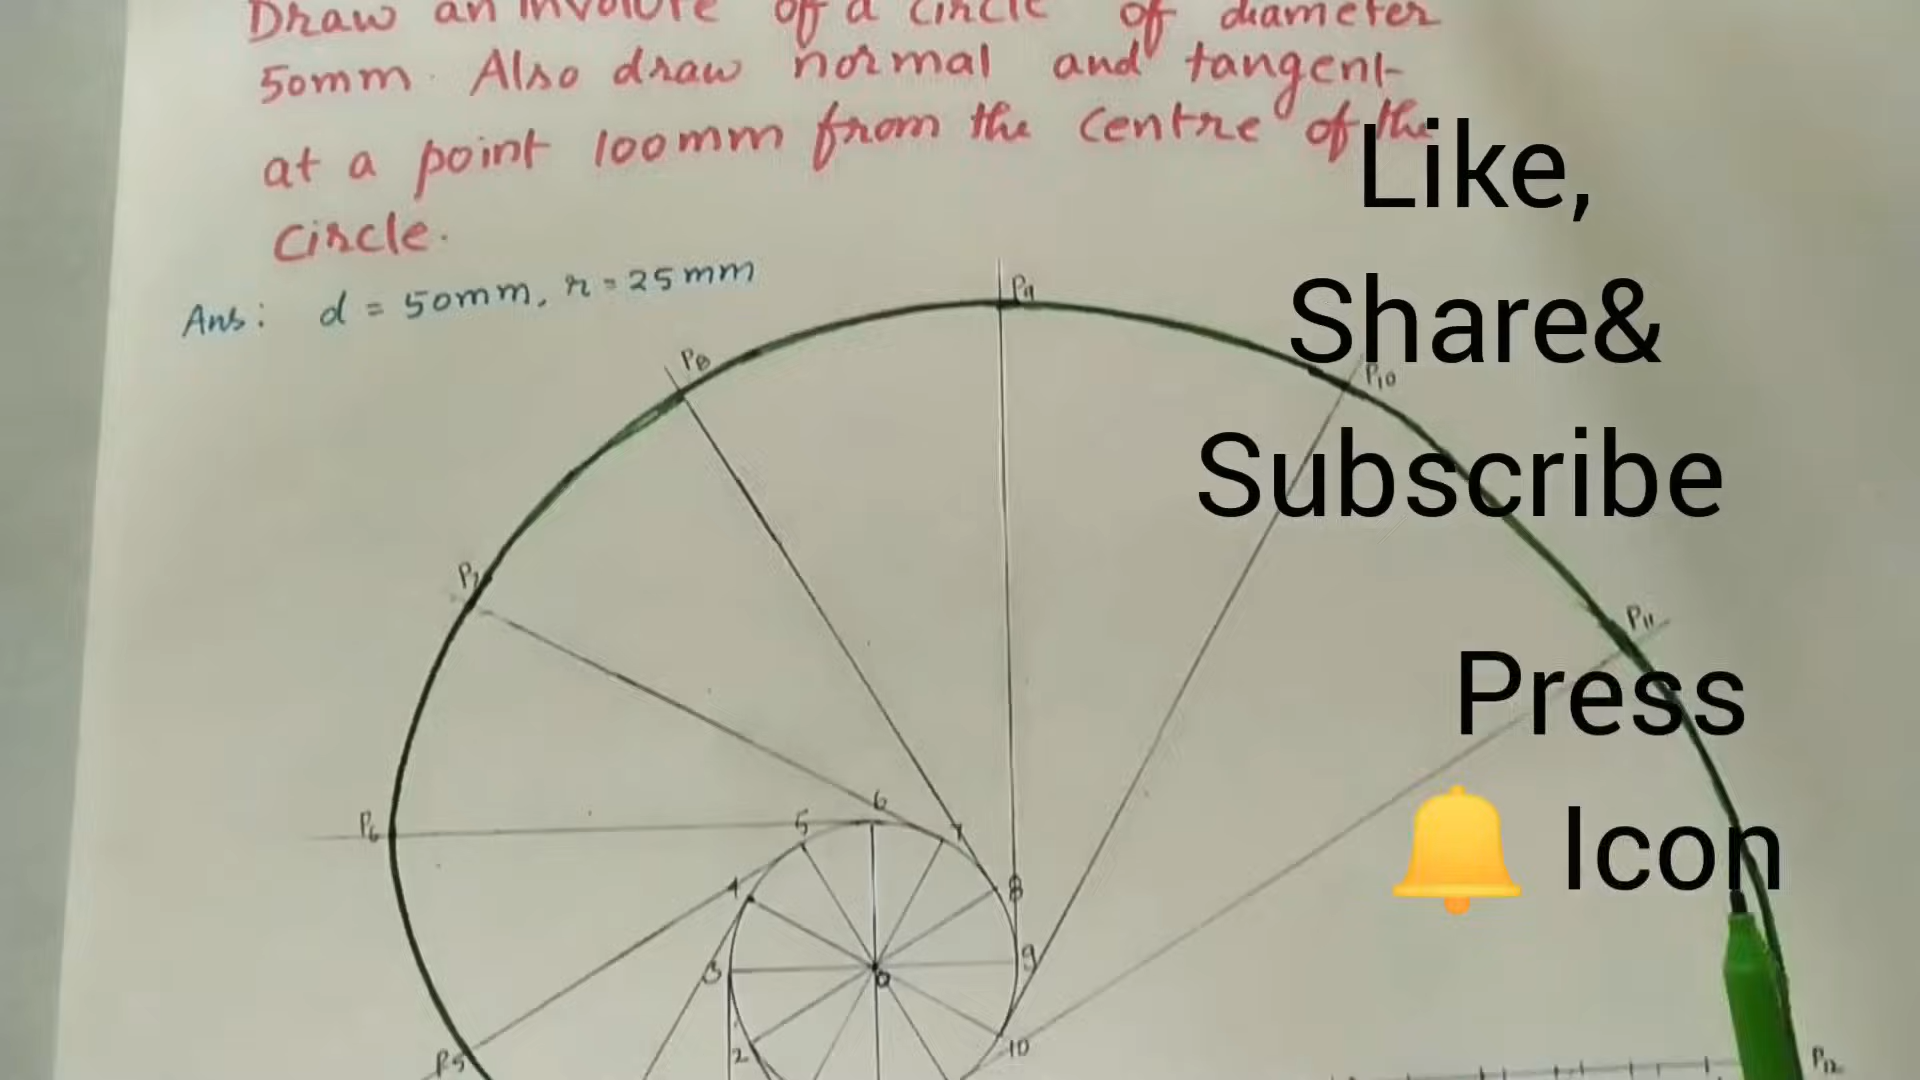 Draw an involute of a circle of diameter
50mm. Also draw normal and tangent
at a point 100mm from the centre of the
circle.
Ans: d = 50mm, r = 25mm
Like,
Share&
Subscribe
Press
🔔 Icon
P9
P8
P10
P7
P11
P6
5
6
7
4
8
3
0
9
2
10
P5
P12